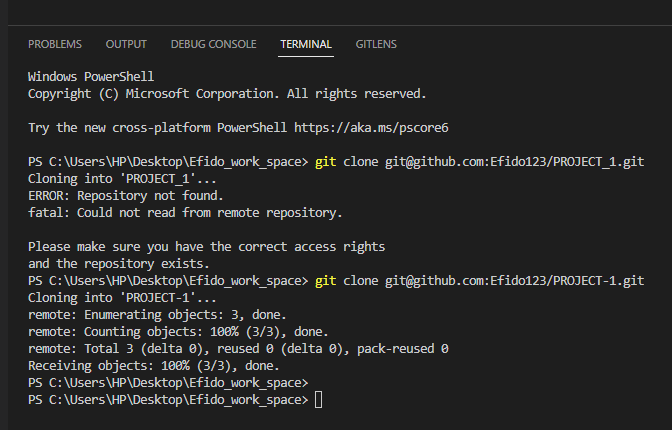 PROBLEMS OUTPUT DEBUG CONSOLE TERMINAL GITLENS
Windows PowerShell
Copyright (C) Microsoft Corporation. All rights reserved.
Try the new cross-platform PowerShell https://aka.ms/pscore6
PS C:\Users\HP\Desktop\Efido_work_space> git clone git@github.com:Efido123/PROJECT_1.git
Cloning into 'PROJECT_1'...
ERROR: Repository not found.
fatal: Could not read from remote repository.
Please make sure you have the correct access rights
and the repository exists.
PS C:\Users\HP\Desktop\Efido_work_space> git clone git@github.com:Efido123/PROJECT-1.git
Cloning into 'PROJECT-1'...
remote: Enumerating objects: 3, done.
remote: Counting objects: 100% (3/3), done.
remote: Total 3 (delta 0), reused 0 (delta 0), pack-reused 0
Receiving objects: 100% (3/3), done.
PS C:\Users\HP\Desktop\Efido_work_space>
PS C:\Users\HP\Desktop\Efido_work_space>